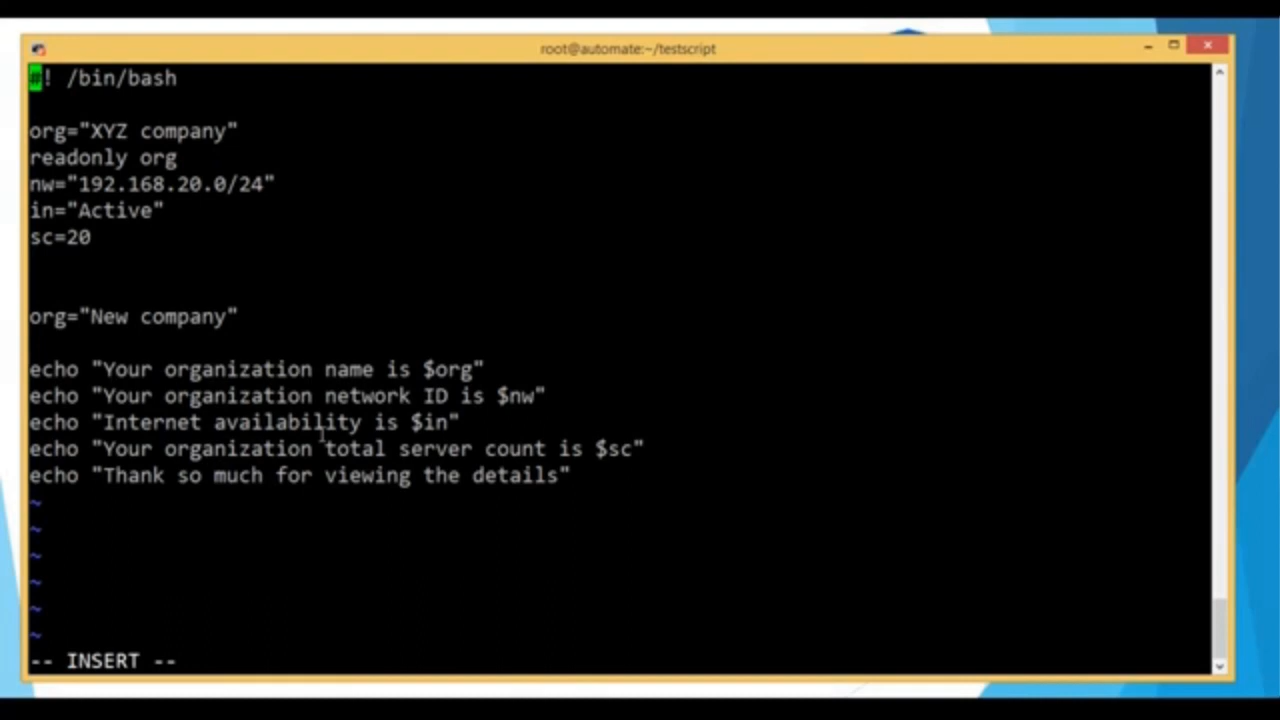 root@automate:~/testscript
#! /bin/bash
org="XYZ company"
readonly org
nw="192.168.20.0/24"
in="Active"
sc=20
org="New company"
echo "Your organization name is $org"
echo "Your organization network ID is $nw"
echo "Internet availability is $in"
echo "Your organization total server count is $sc"
echo "Thank so much for viewing the details"
~
~
~
~
~
~
-- INSERT --